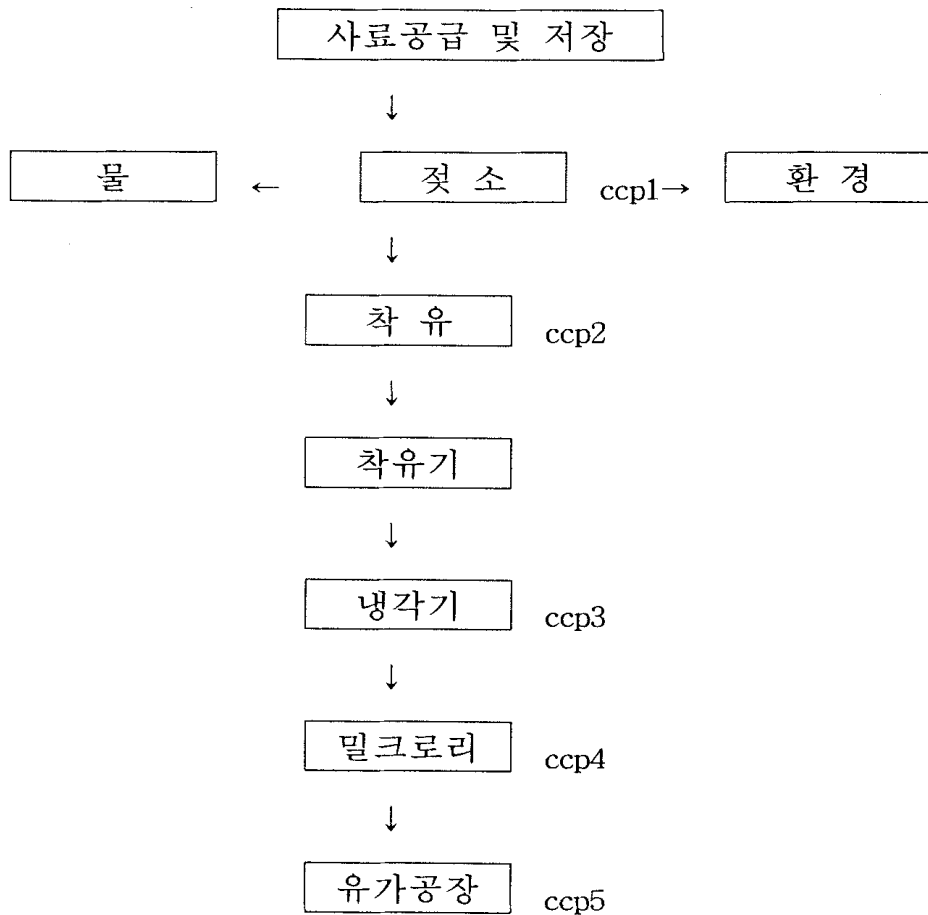 사료공급 및 저장
↓
물 ← 젖 소 ccp1→ 환 경
↓
착 유 ccp2
↓
착유기
↓
냉각기 ccp3
↓
밀크로리 ccp4
↓
유가공장 ccp5